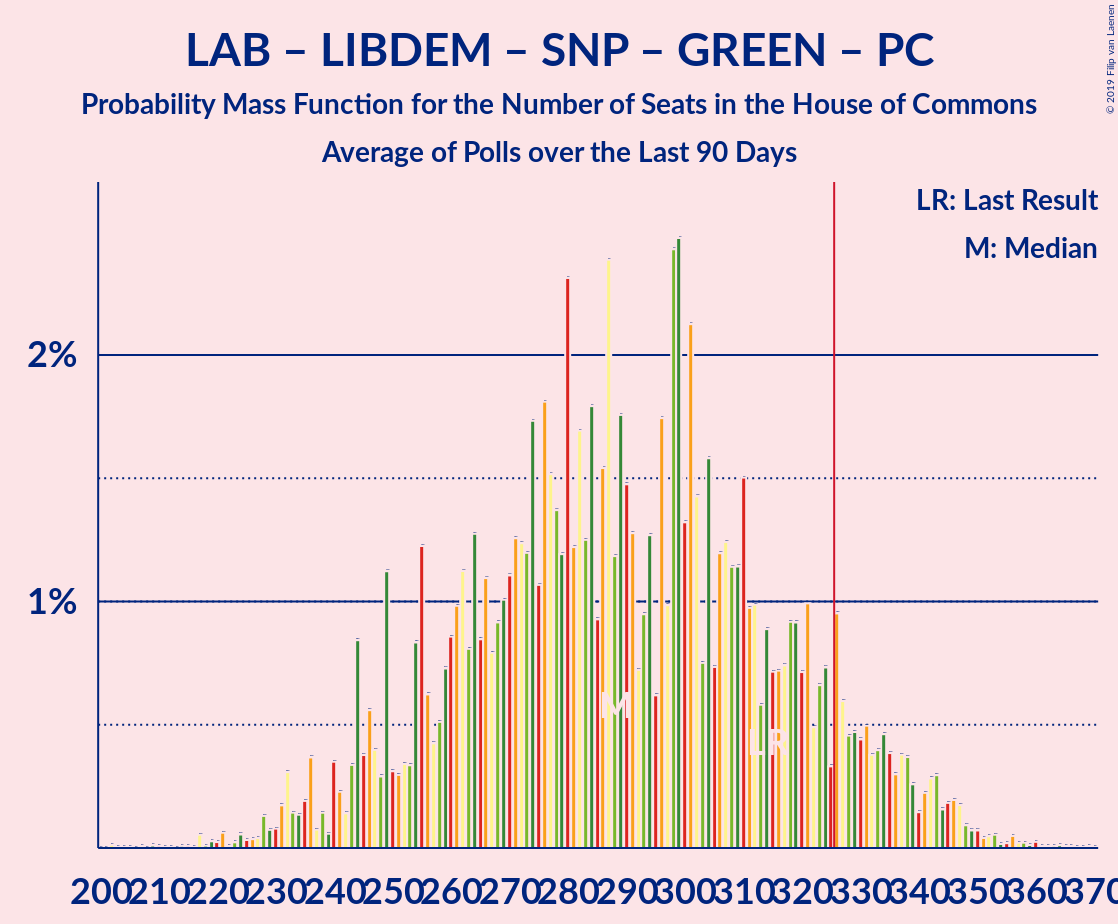 LAB – LIBDEM – SNP – GREEN – PC
Probability Mass Function for the Number of Seats in the House of Commons
Average of Polls over the Last 90 Days
© 2019 Filip van Laenen
LR: Last Result
M: Median
2%
1%
M
LR
200 210 220 230 240 250 260 270 280 290 300 310 320 330 340 350 360 370